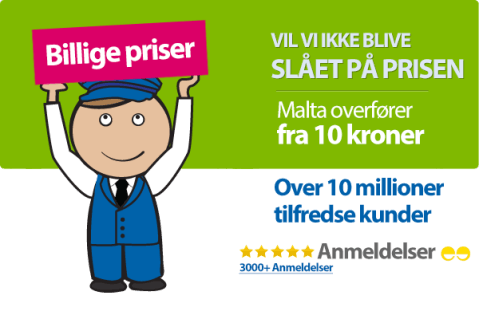 Billige priser
VIL VI IKKE BLIVE
SLÅET PÅ PRISEN
Malta overfører
fra 10 kroner
Over 10 millioner
tilfredse kunder
Anmeldelser
3000+ Anmeldelser